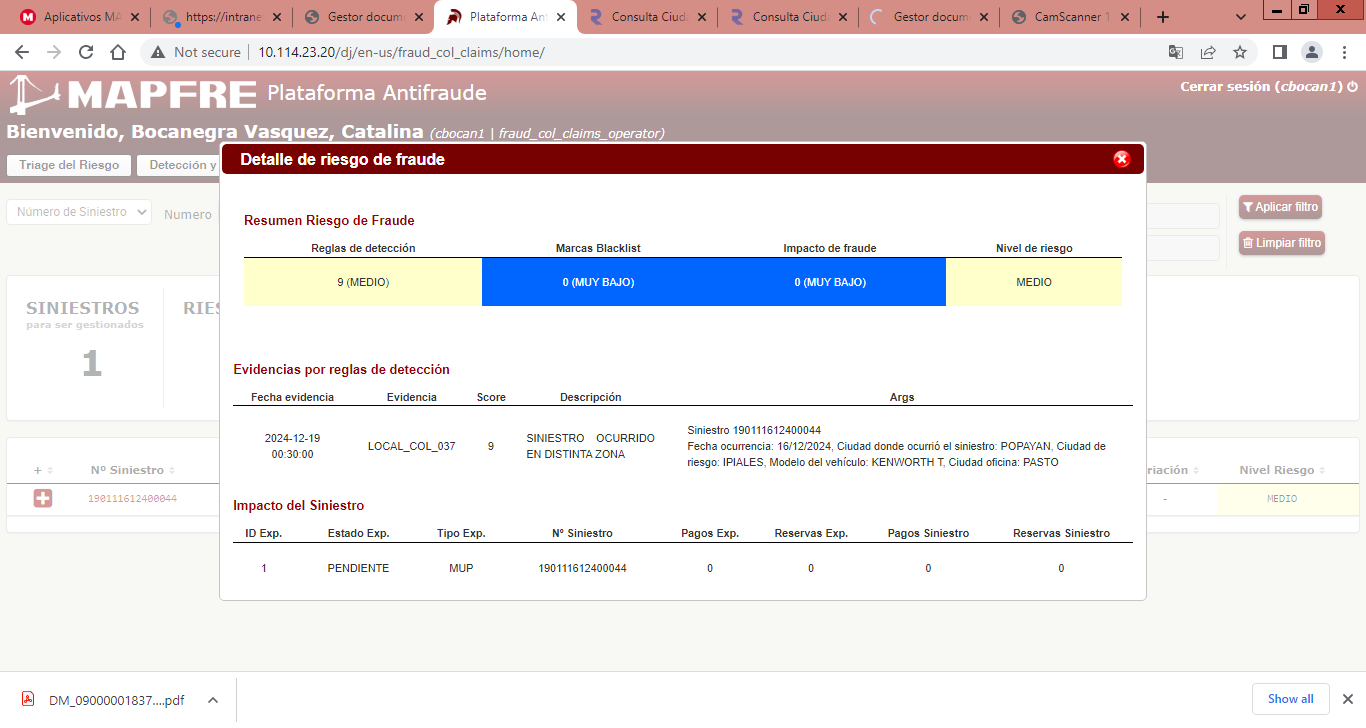 Aplicativos MA
https://intrane
Gestor docum
Plataforma Ant
Consulta Ciud
Consulta Ciud
Gestor docum
CamScanner 1
Not secure
10.114.23.20/dj/en-us/fraud_col_claims/home/
MAPFRE Plataforma Antifraude
Cerrar sesión (cbocan1)
Bienvenido, Bocanegra Vasquez, Catalina (cbocan1 | fraud_col_claims_operator)
Triage del Riesgo
Detección y
Detalle de riesgo de fraude
Número de Siniestro
Numero
Aplicar filtro
Limpiar filtro
Resumen Riesgo de Fraude
Reglas de detección Marcas Blacklist Impacto de fraude Nivel de riesgo
9 (MEDIO) 0 (MUY BAJO) 0 (MUY BAJO) MEDIO
SINIESTROS
para ser gestionados
1
RIES
Evidencias por reglas de detección
Fecha evidencia Evidencia Score Descripción Args
2024-12-19
00:30:00
LOCAL_COL_037
9
SINIESTRO OCURRIDO
EN DISTINTA ZONA
Siniestro 190111612400044
Fecha ocurrencia: 16/12/2024, Ciudad donde ocurrió el siniestro: POPAYAN, Ciudad de
riesgo: IPIALES, Modelo del vehículo: KENWORTH T, Ciudad oficina: PASTO
+ Nº Siniestro
riación Nivel Riesgo
190111612400044
- MEDIO
Impacto del Siniestro
ID Exp. Estado Exp. Tipo Exp. Nº Siniestro Pagos Exp. Reservas Exp. Pagos Siniestro Reservas Siniestro
1 PENDIENTE MUP 190111612400044 0 0 0 0
DM_09000001837....pdf
Show all